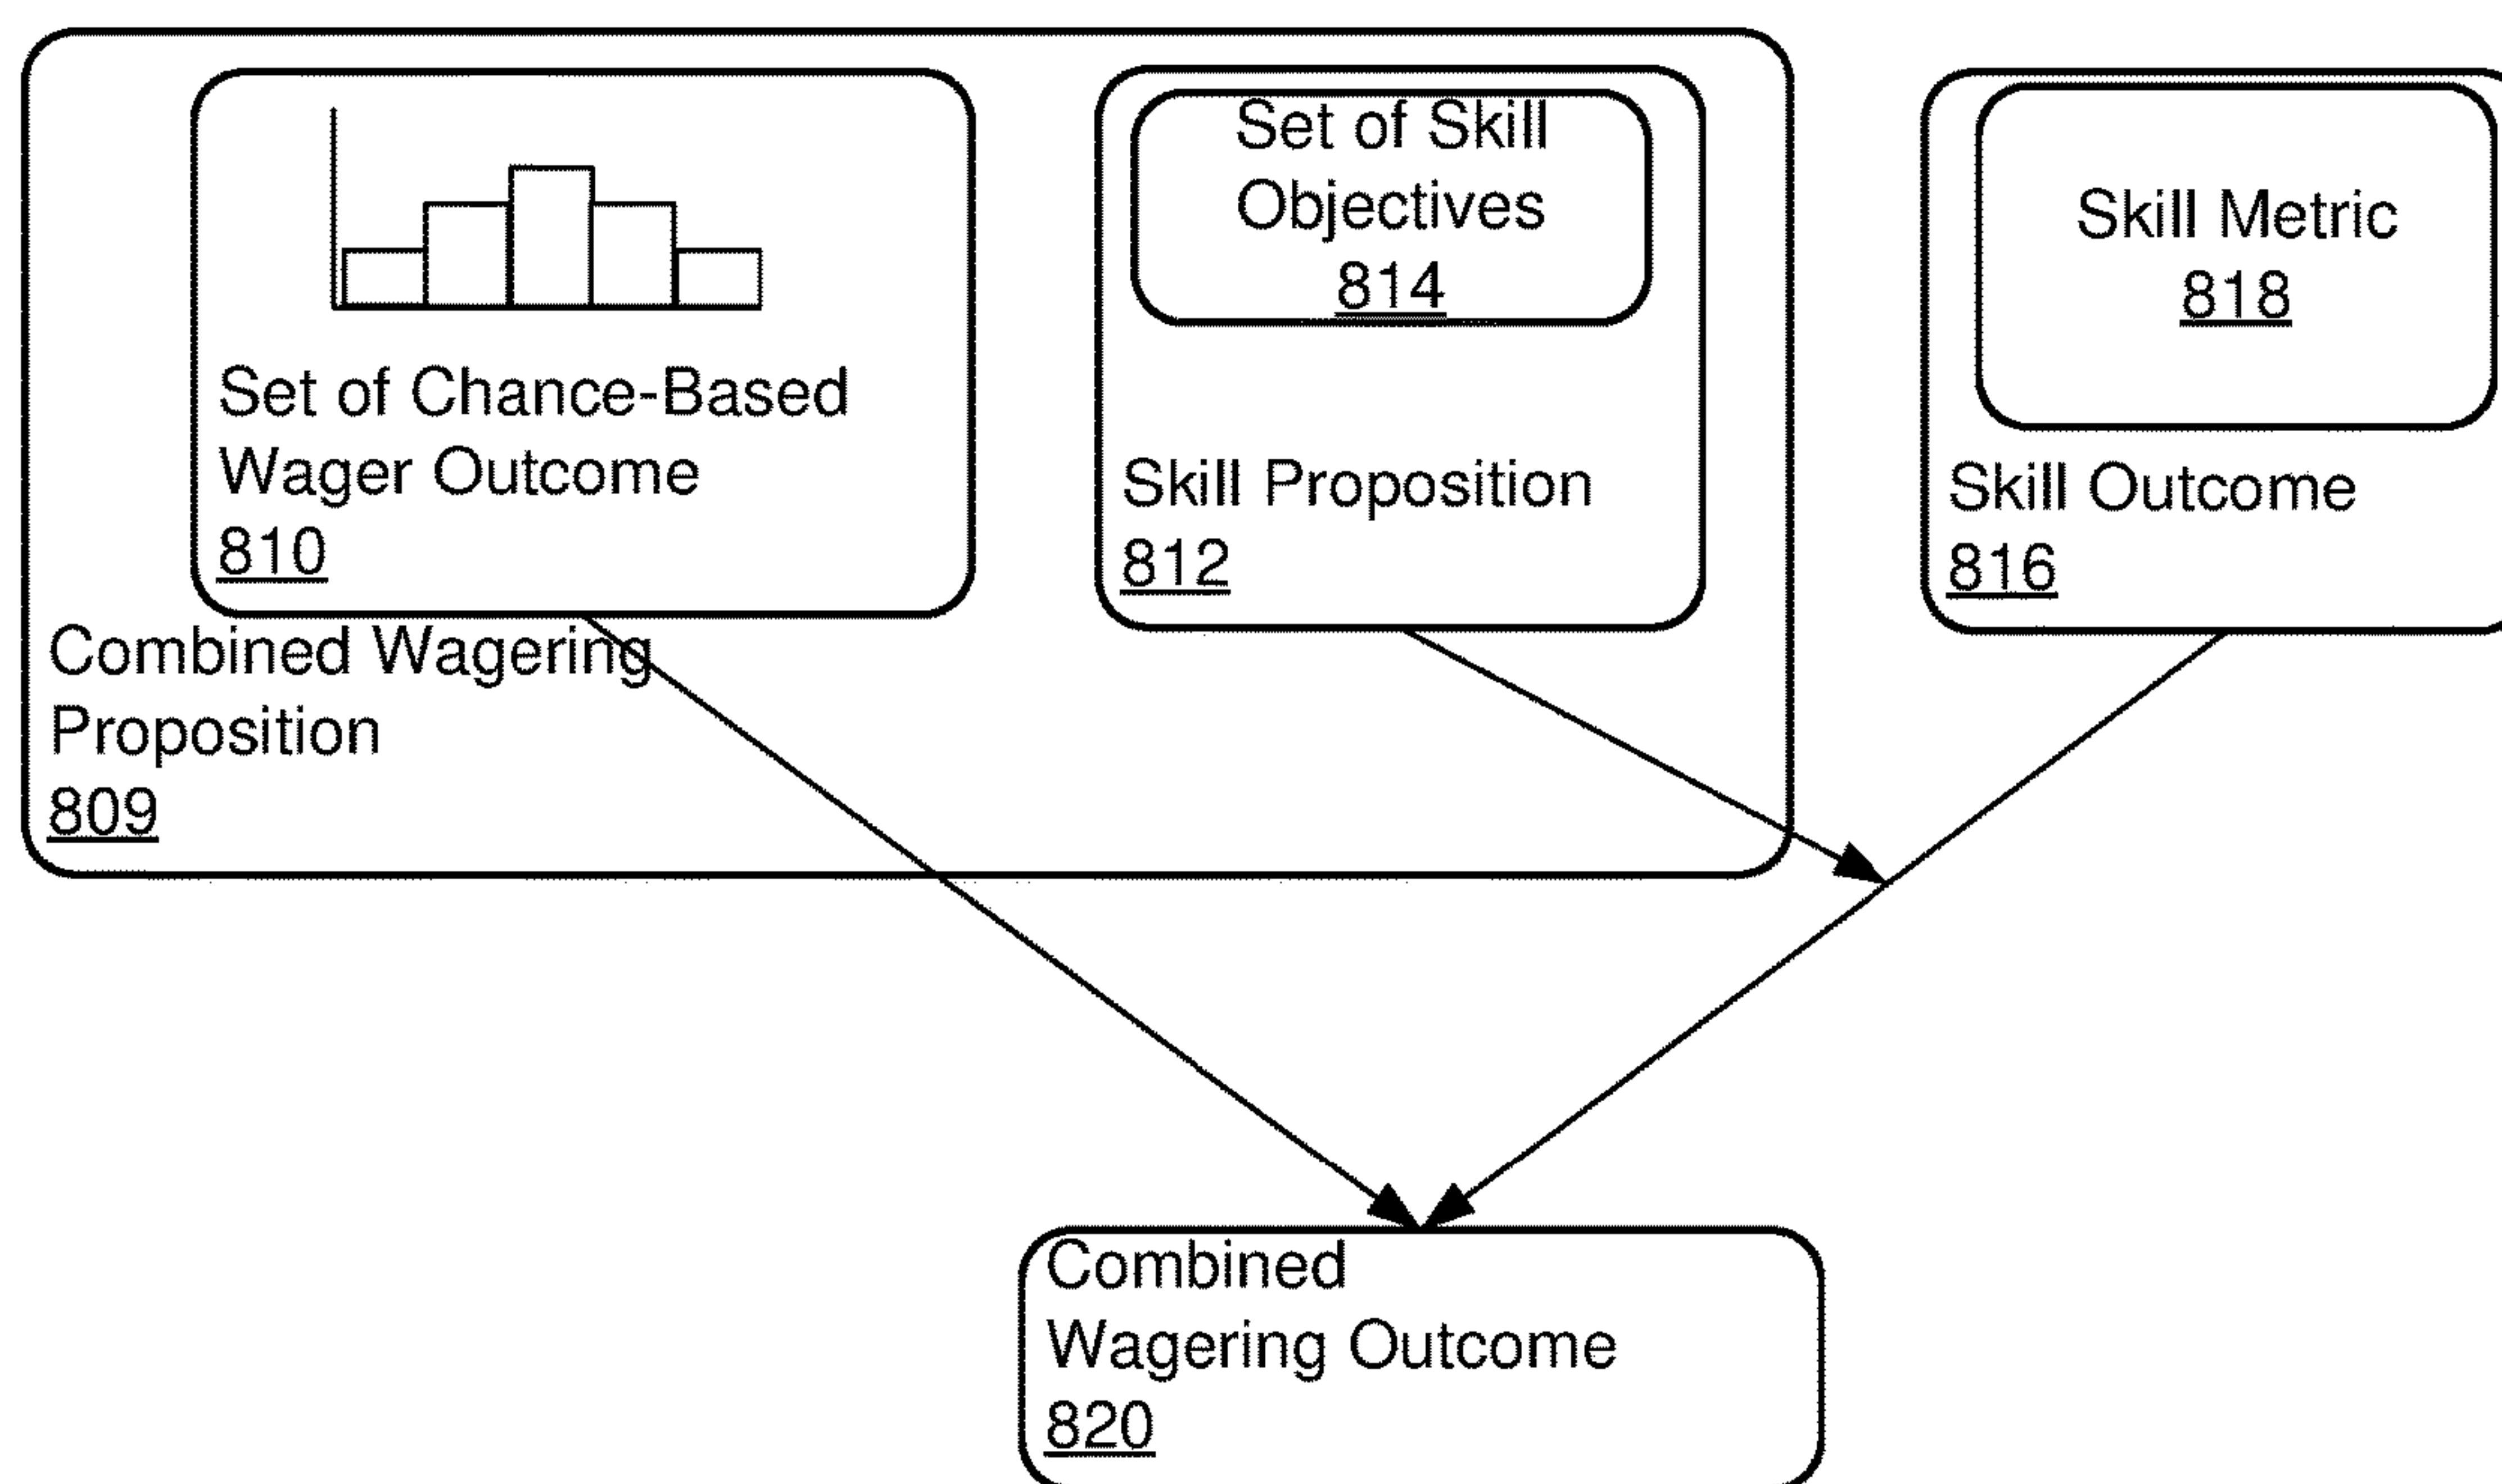 Set of Chance-Based
Wager Outcome
810
Set of Skill
Objectives
814
Skill Proposition
812
Skill Metric
818
Skill Outcome
816
Combined Wagering
Proposition
809
Combined
Wagering Outcome
820